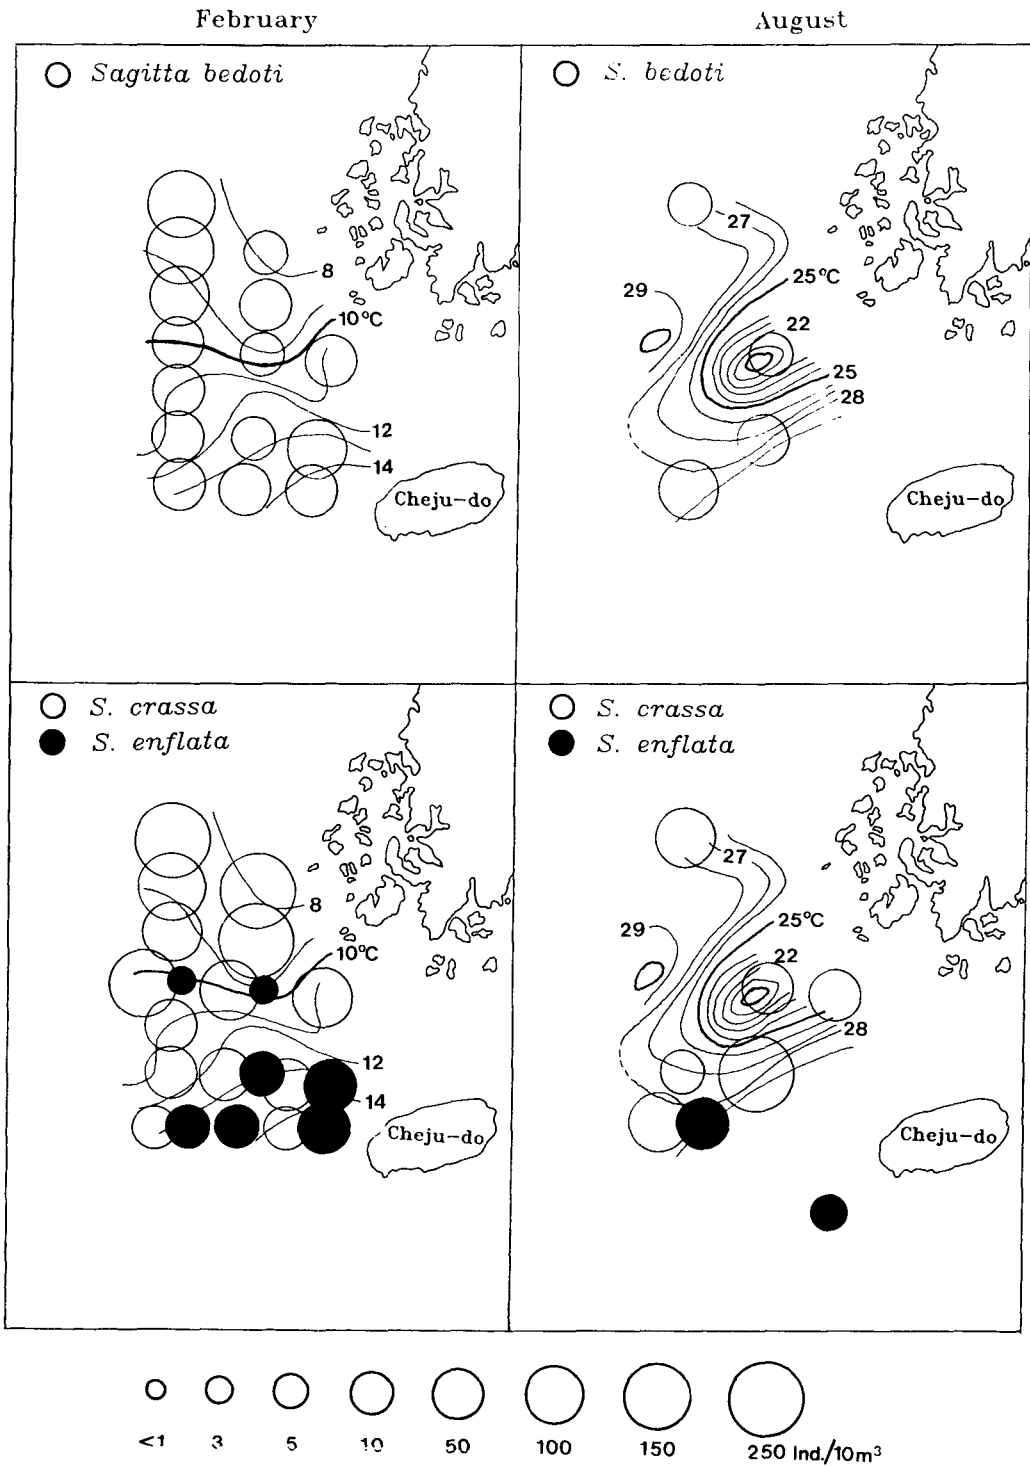 February
August
Sagitta bedoti
8
10°C
12
14
Cheju-do
S. bedoti
27
25°C
29
22
25
28
Cheju-do
S. crassa
S. enflata
8
10°C
12
14
Cheju-do
S. crassa
S. enflata
27
25°C
29
22
28
Cheju-do
<1 3 5 10 50 100 150 250 Ind./10m³